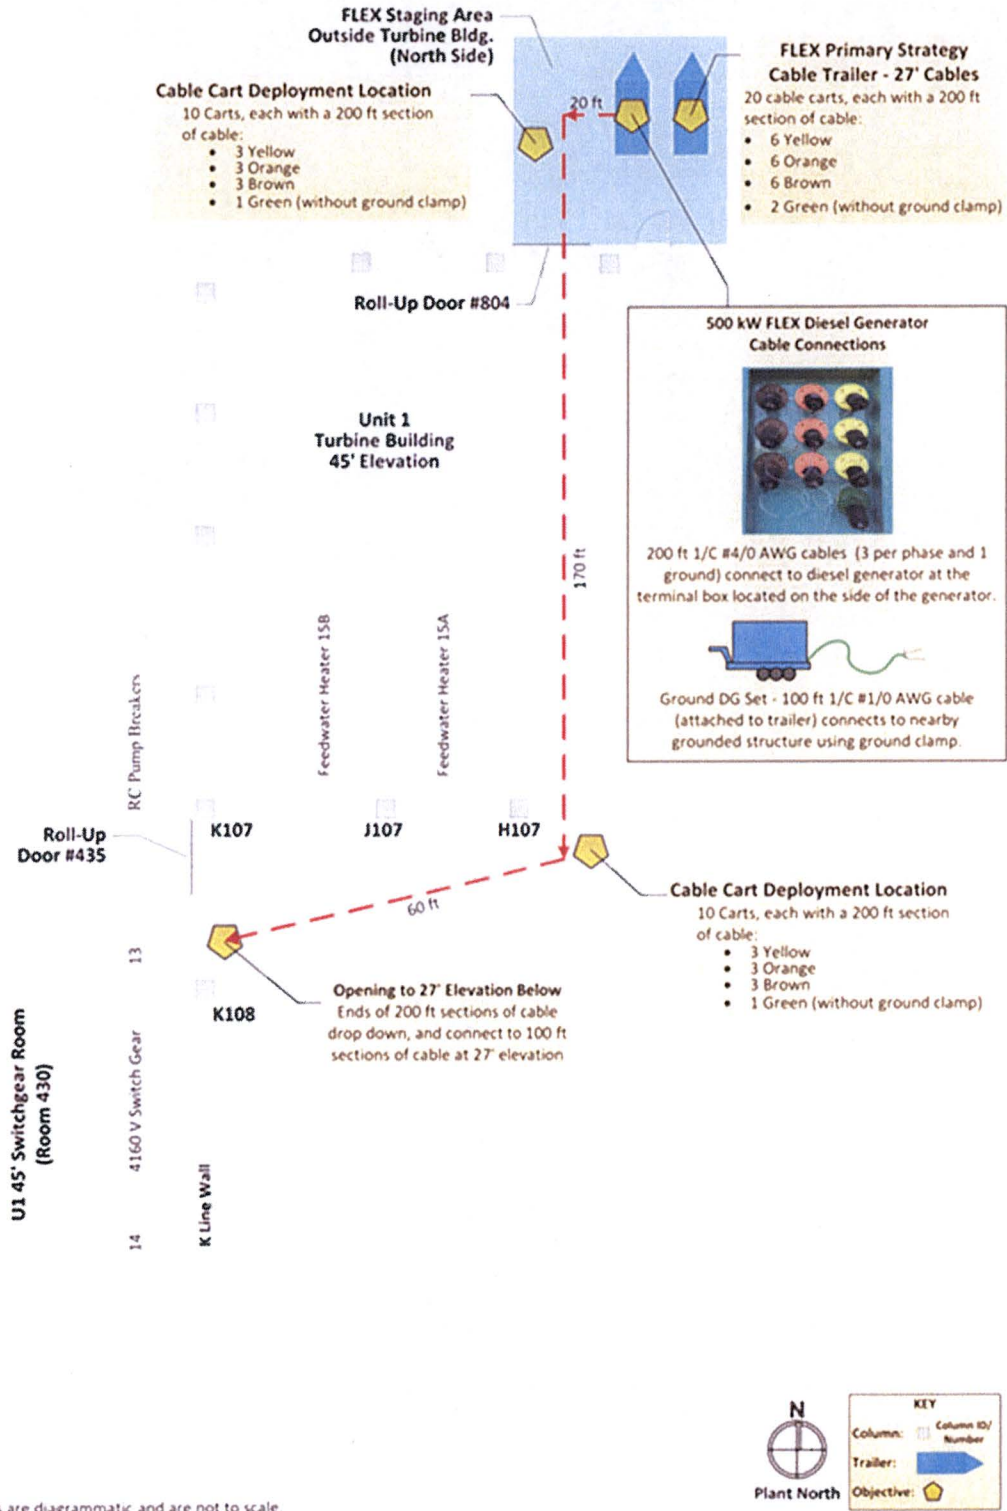 FLEX Staging Area
Outside Turbine Bldg.
(North Side)
FLEX Primary Strategy
Cable Trailer - 27' Cables
20 cable carts, each with a 200 ft
section of cable:
• 6 Yellow
• 6 Orange
• 6 Brown
• 2 Green (without ground clamp)
Cable Cart Deployment Location
10 Carts, each with a 200 ft section
of cable:
• 3 Yellow
• 3 Orange
• 3 Brown
• 1 Green (without ground clamp)
20 ft
Roll-Up Door #804
500 kW FLEX Diesel Generator
Cable Connections
200 ft 1/C #4/0 AWG cables (3 per phase and 1
ground) connect to diesel generator at the
terminal box located on the side of the generator.
Ground DG Set - 100 ft 1/C #1/0 AWG cable
(attached to trailer) connects to nearby
grounded structure using ground clamp.
Unit 1
Turbine Building
45' Elevation
170 ft
Feedwater Heater 15B
Feedwater Heater 15A
RC Pump Breakers
Roll-Up
Door #435
K107
J107
H107
60 ft
Cable Cart Deployment Location
10 Carts, each with a 200 ft section
of cable:
• 3 Yellow
• 3 Orange
• 3 Brown
• 1 Green (without ground clamp)
13
K108
Opening to 27' Elevation Below
Ends of 200 ft sections of cable
drop down, and connect to 100 ft
sections of cable at 27' elevation
U1 45' Switchgear Room
(Room 430)
4160 V Switch Gear
14
K Line Wall
N
Plant North
KEY
Column:
Column ID/
Number
Trailer:
Objective:
are diagrammatic and are not to scale